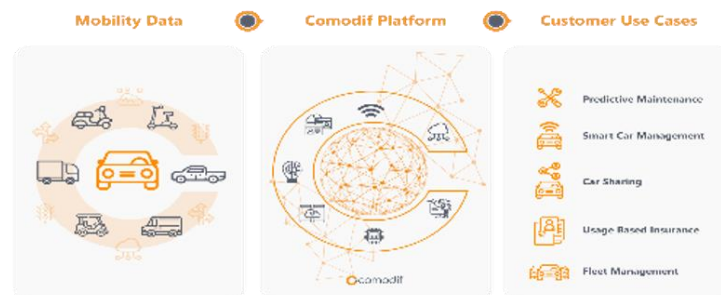 Mobility Data
Comodif Platform
Customer Use Cases
Predictive Maintenance
Smart Car Management
Car Sharing
Usage Based Insurance
Fleet Management
comodif